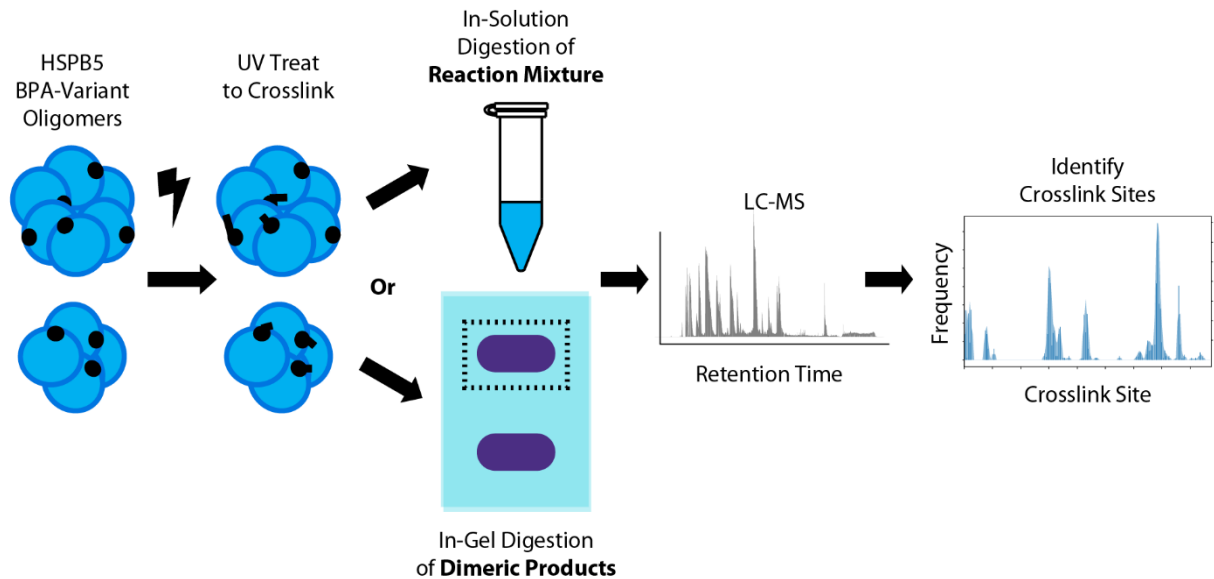 HSPB5
BPA-Variant
Oligomers
UV Treat
to Crosslink
In-Solution
Digestion of
Reaction Mixture
Or
In-Gel Digestion
of Dimeric Products
LC-MS
Retention Time
Identify
Crosslink Sites
Frequency
Crosslink Site